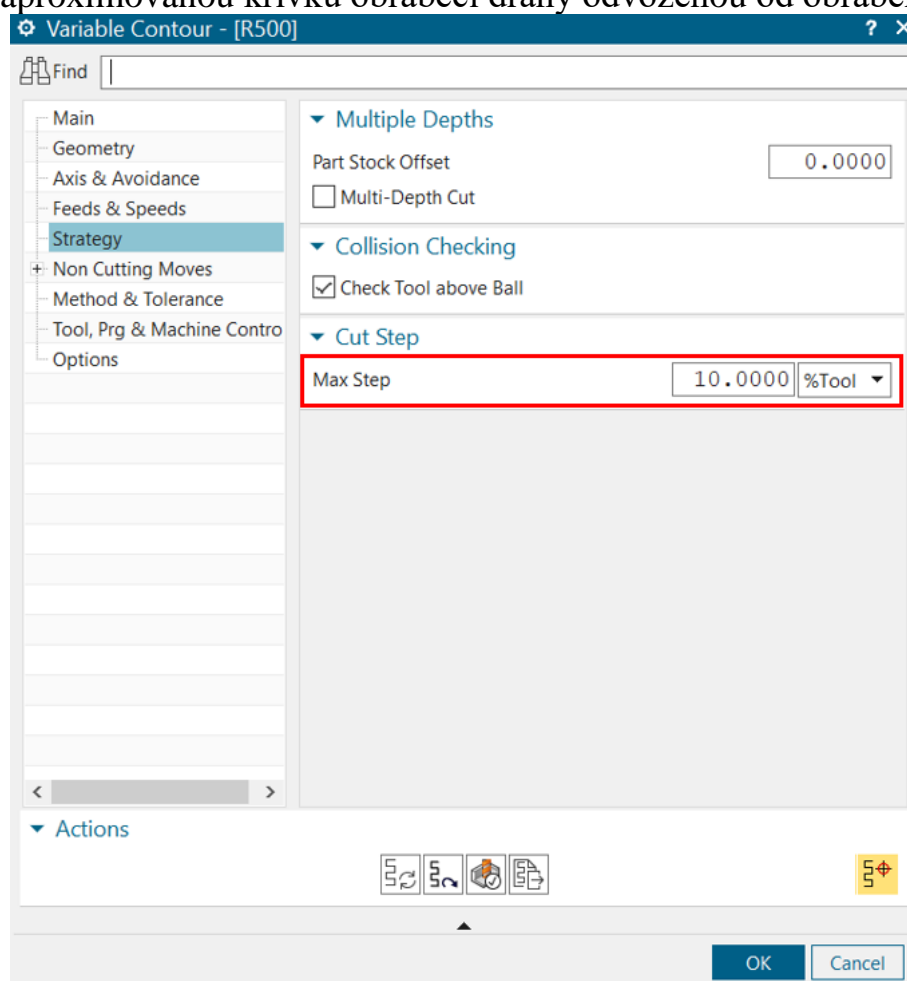 aproximovanou křivku obráběcí dráhy odvozenou od
Variable Contour - [R500]
?
Find
Main
Geometry
Axis & Avoidance
Feeds & Speeds
Strategy
Non Cutting Moves
Method & Tolerance
Tool, Prg & Machine Contro
Options
Multiple Depths
Part Stock Offset 0.0000
Multi-Depth Cut
Collision Checking
Check Tool above Ball
Cut Step
Max Step 10.0000 %Tool
Actions
OK Cancel